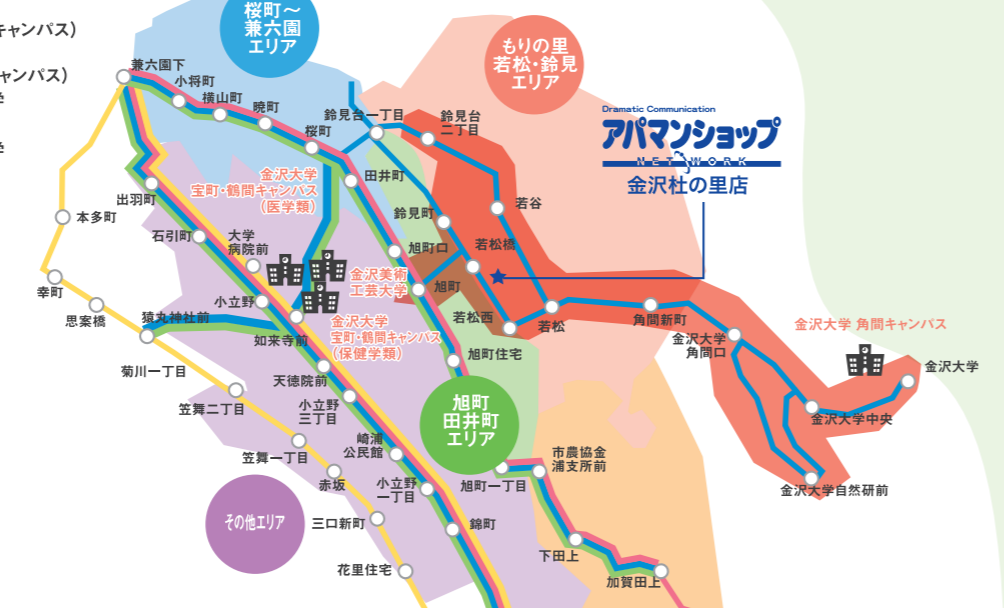 キャンパス）
ャンパス）
学
学
桜町～
兼六園
エリア
もりの里
若松・鈴見
エリア
兼六園下
小将町
横山町
暁町
桜町
鈴見台一丁目
鈴見台
二丁目
Dramatic Communication
アパマンショップ
NETWORK
金沢杜の里店
金沢大学
宝町・鶴間キャンパス
（医学類）
田井町
出羽町
本多町
鈴見町
若谷
石引町
大学
病院前
旭町口
若松橋
金沢美術
工芸大学
旭町
幸町
思案橋
小立野
猿丸神社前
如来寺前
金沢大学
宝町・鶴間キャンパス
（保健学類）
若松西
若松
角間新町
金沢大学
角間口
金沢大学 角間キャンパス
金沢大学
旭町住宅
菊川一丁目
天徳院前
笠舞二丁目
小立野
三丁目
旭町
田井町
エリア
金沢大学中央
崎浦
公民館
笠舞一丁目
市農協金
浦支所前
赤坂
小立野
一丁目
旭町一丁目
金沢大学自然研前
その他エリア
三口新町
錦町
下田上
花里住宅
加賀田上